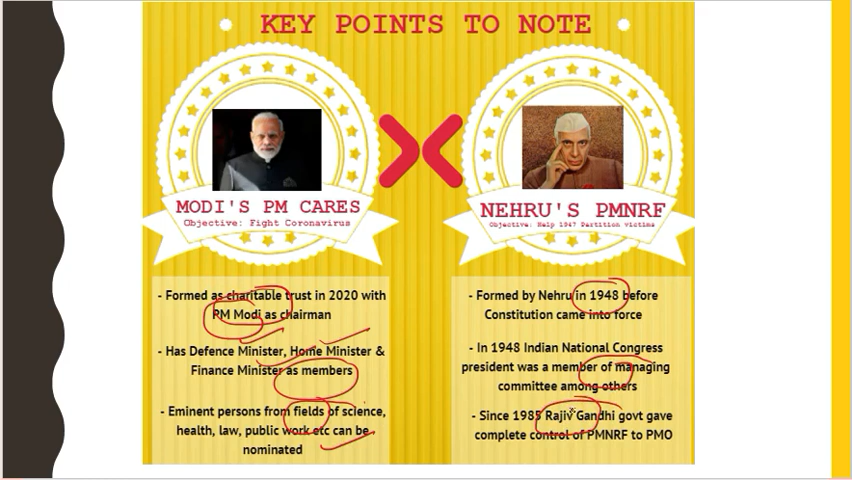 KEY POINTS TO NOTE
MODI'S PM CARES
Objective: Fight Coronavirus
- Formed as charitable trust in 2020 with
PM Modi as chairman
- Has Defence Minister, Home Minister &
Finance Minister as members
- Eminent persons from fields of science,
health, law, public work etc can be
nominated
NEHRU'S PMNRF
Objective: Help 1947 Partition victims
- Formed by Nehru in 1948 before
Constitution came into force
- In 1948 Indian National Congress
president was a member of managing
committee among others
- Since 1985 Rajiv Gandhi govt gave
complete control of PMNRF to PMO